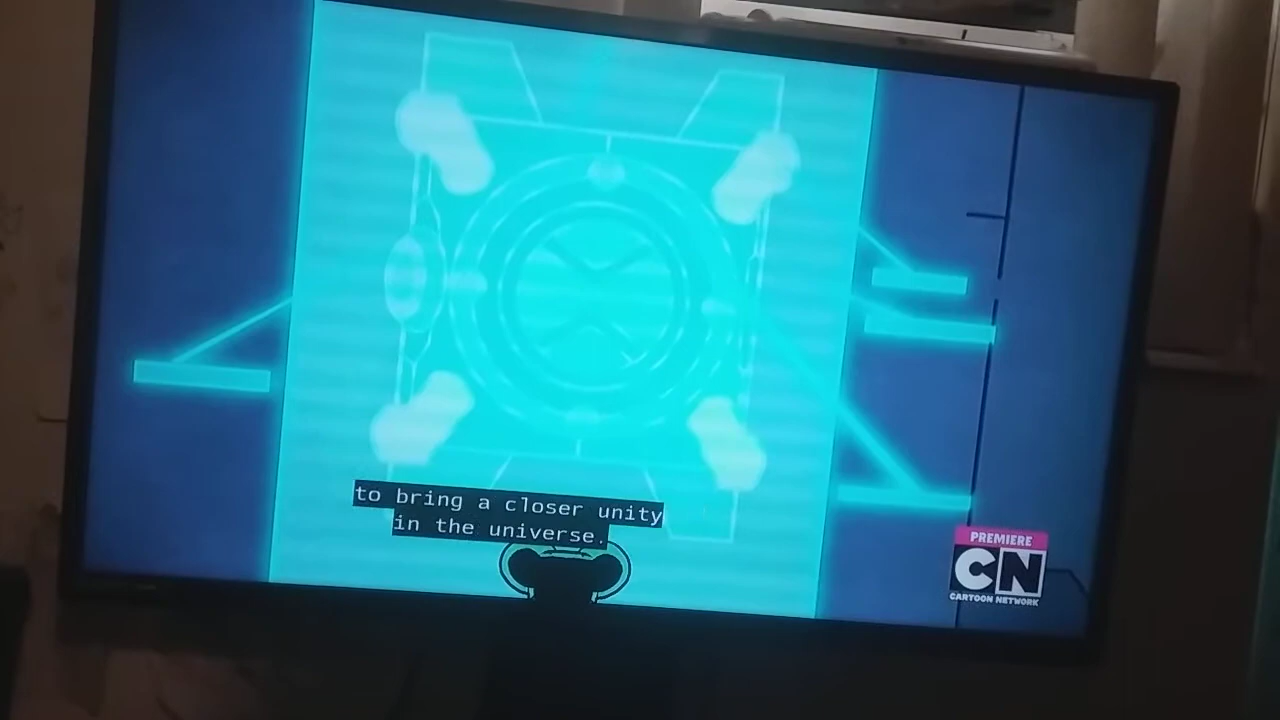 to bring a closer unity
in the universe.
PREMIERE
CN
CARTOON NETWORK